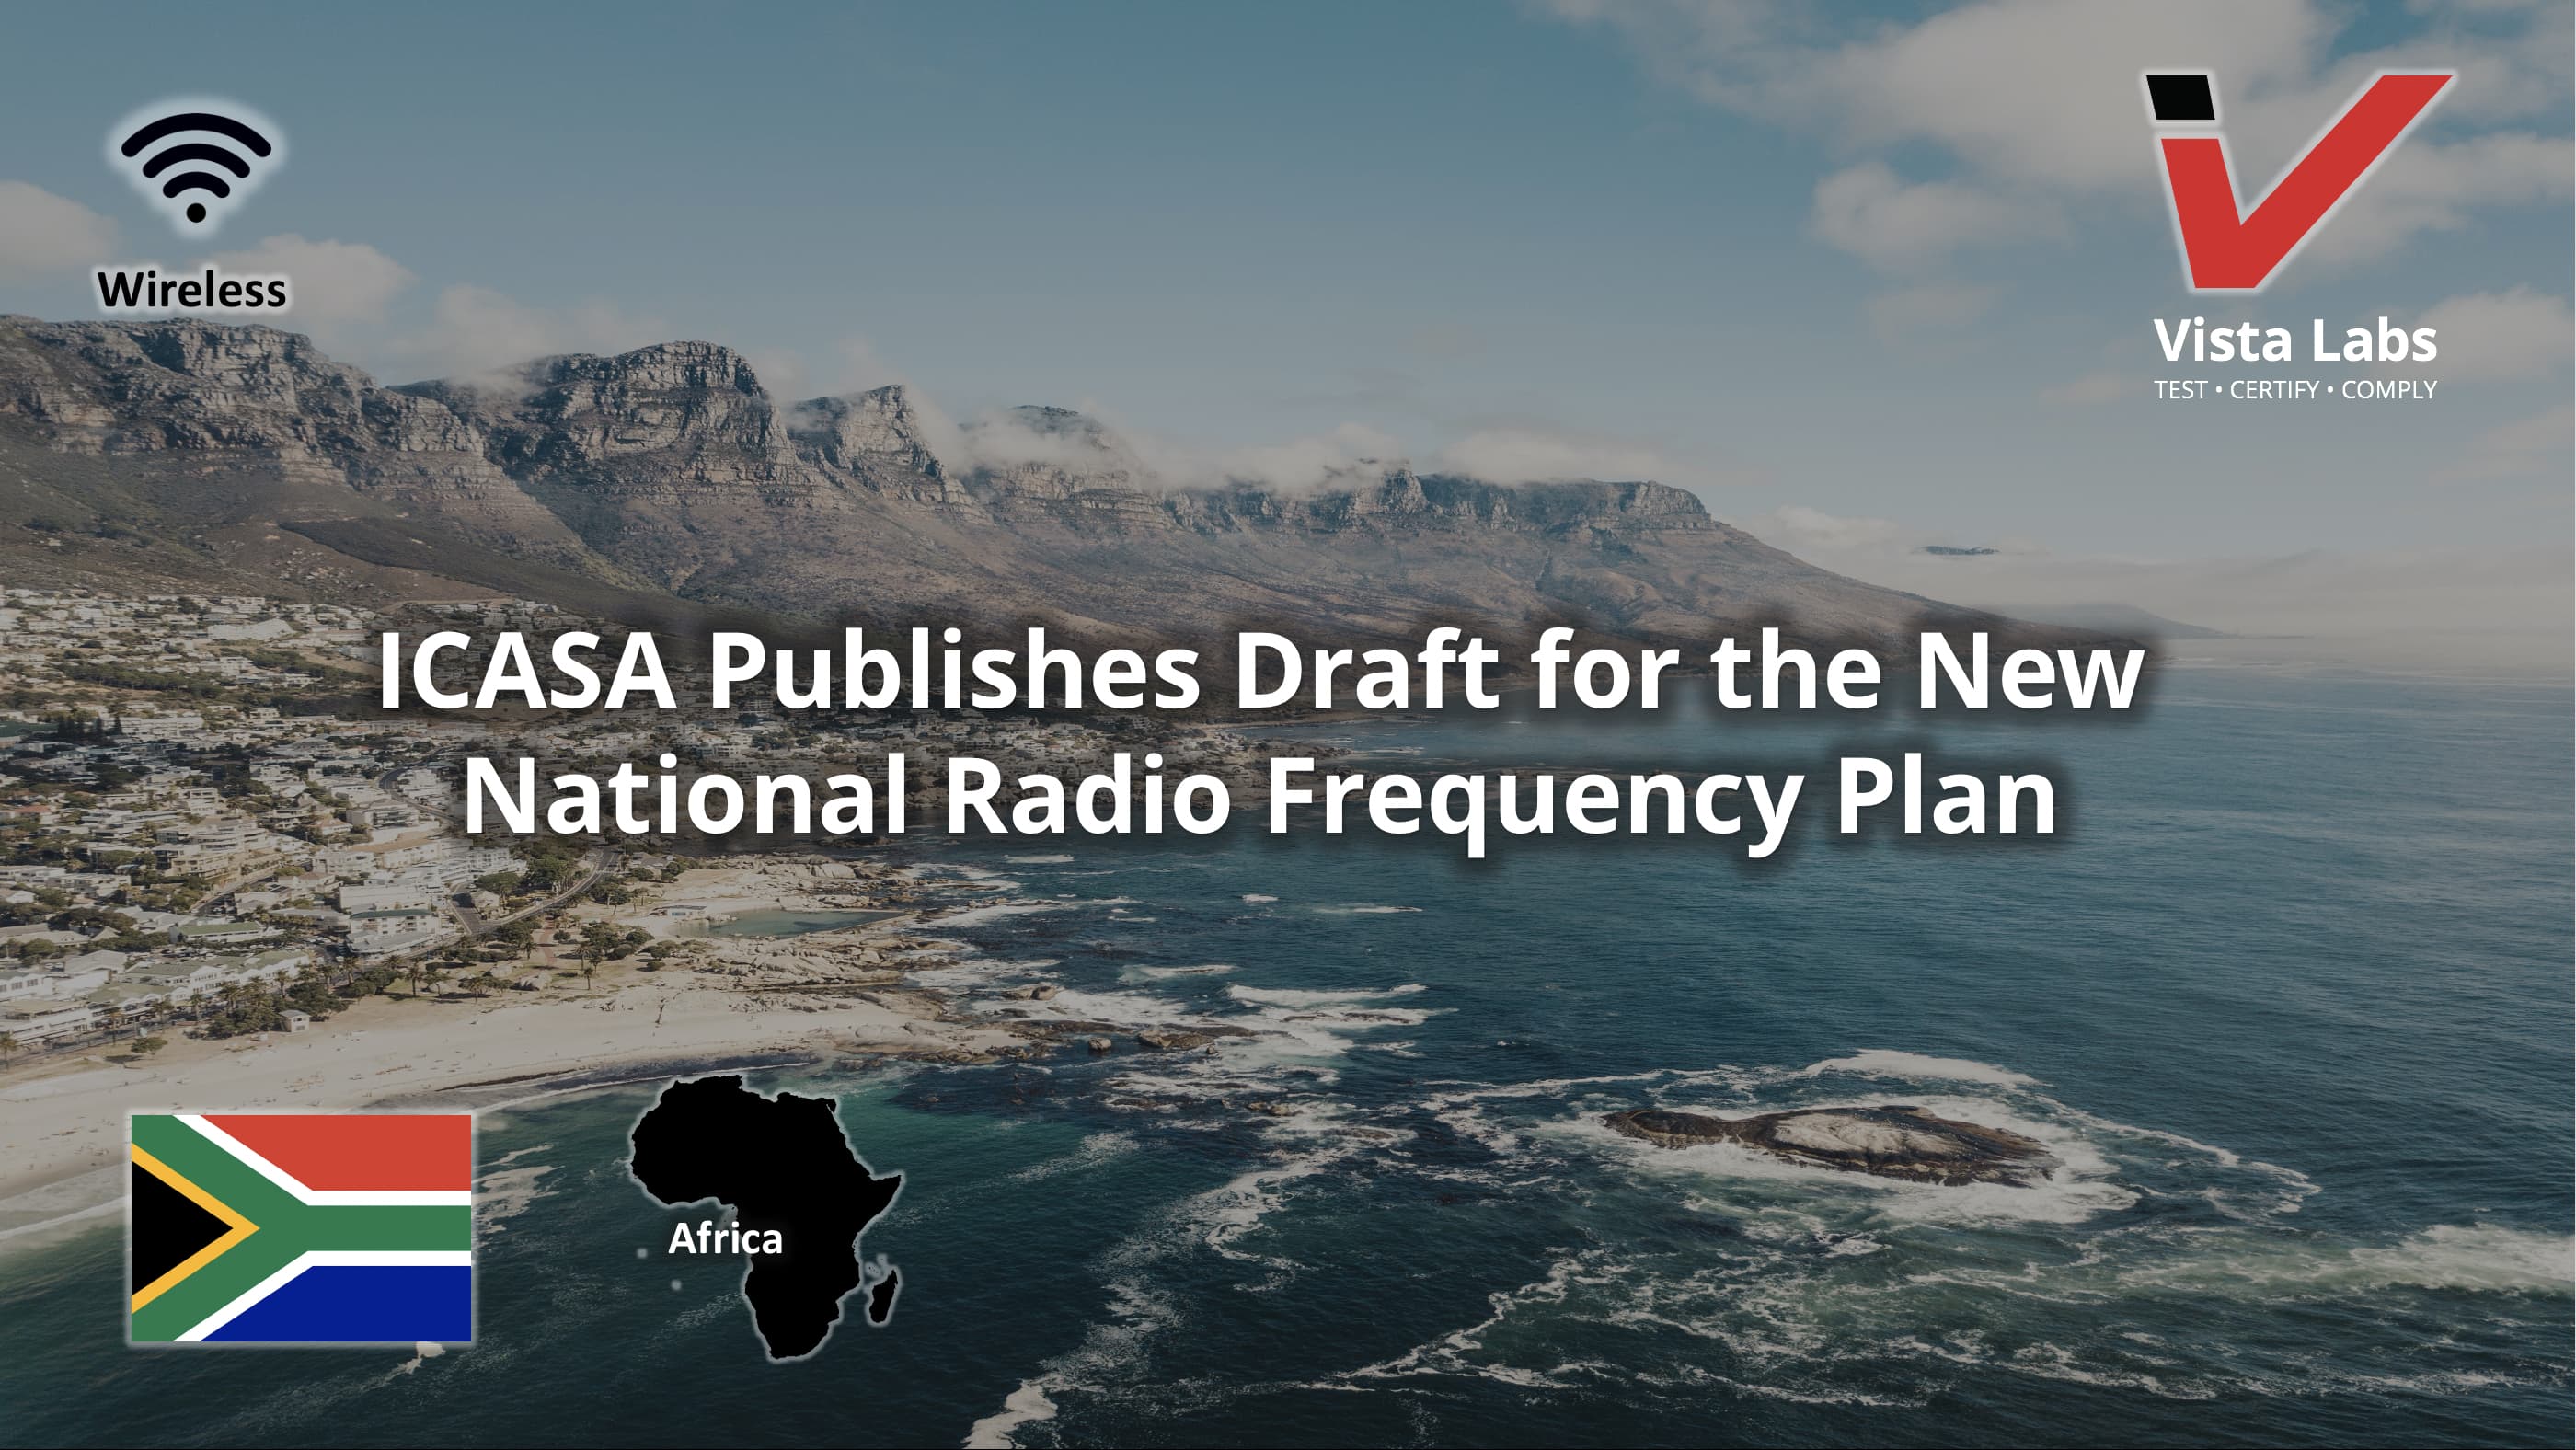 Wireless
Vista Labs
TEST • CERTIFY • COMPLY
ICASA Publishes Draft for the New
National Radio Frequency Plan
Africa